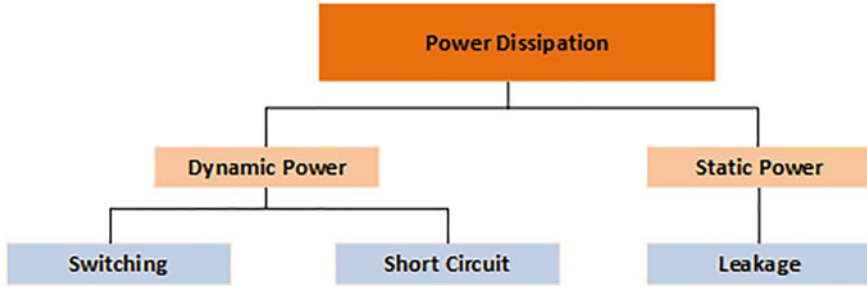 Power Dissipation
Dynamic Power
Static Power
Switching
Short Circuit
Leakage